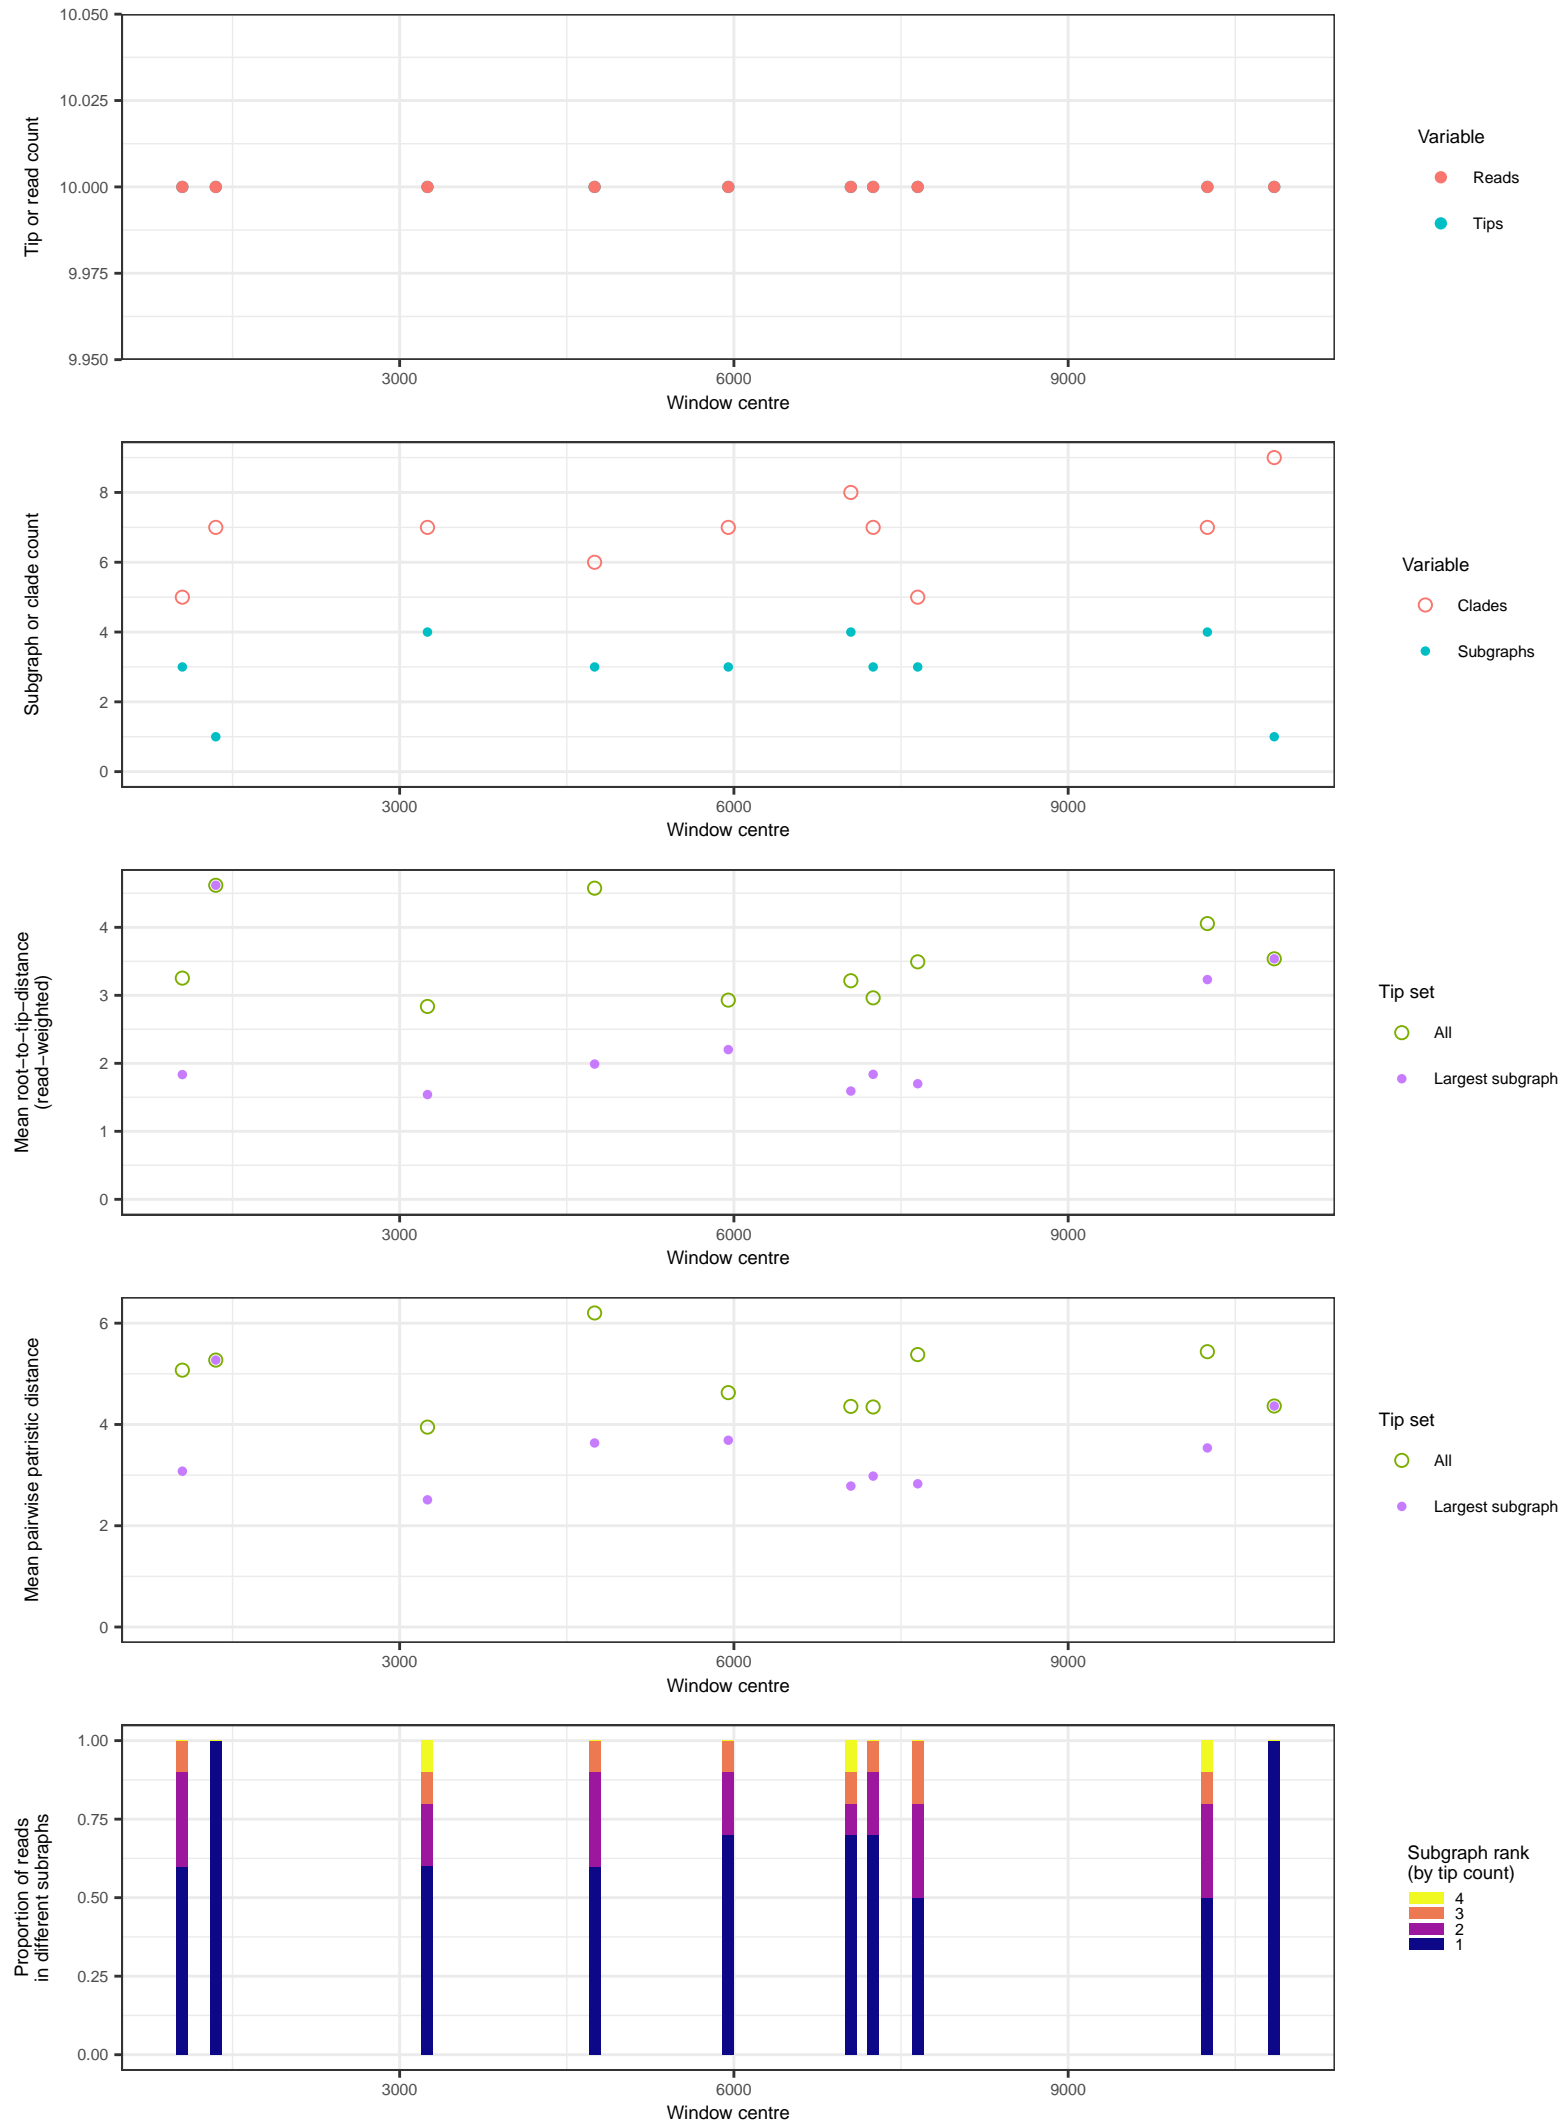 10.050
10.025
10.000
9.975
9.950
Tip or read count
3000 6000 9000
Window centre
Variable
Reads
Tips
8
6
4
2
0
Subgraph or clade count
3000 6000 9000
Window centre
Variable
Clades
Subgraphs
4
3
2
1
0
Mean root−to−tip−distance
(read−weighted)
3000 6000 9000
Window centre
Tip set
All
Largest subgraph
6
4
2
0
Mean pairwise patristic distance
3000 6000 9000
Window centre
Tip set
All
Largest subgraph
1.00
0.75
0.50
0.25
0.00
Proportion of reads
in different subraphs
3000 6000 9000
Window centre
Subgraph rank
(by tip count)
4
3
2
1